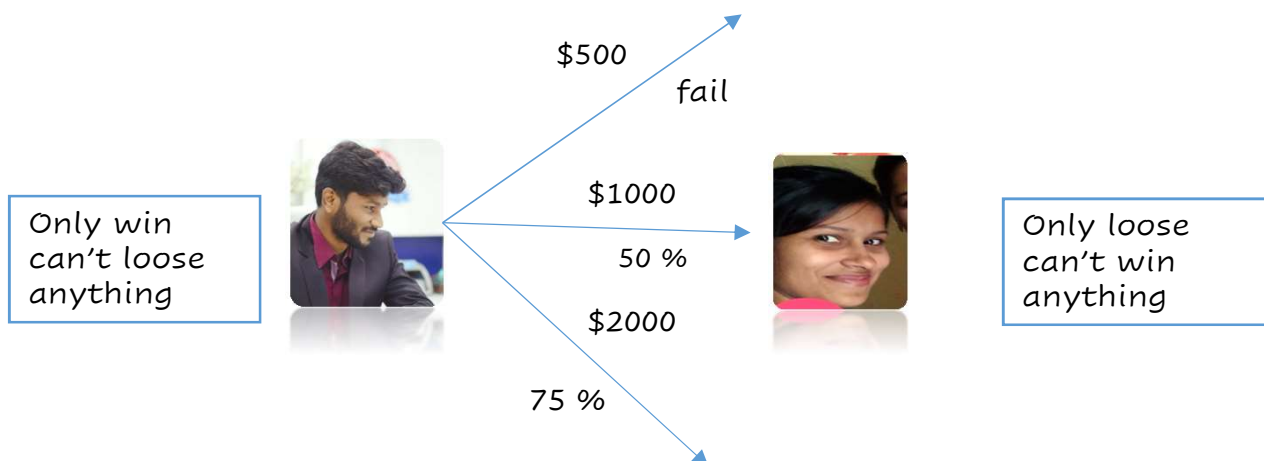 $500
fail
$1000
Only win
can't loose
anything
50 %
Only loose
can't win
anything
$2000
75 %